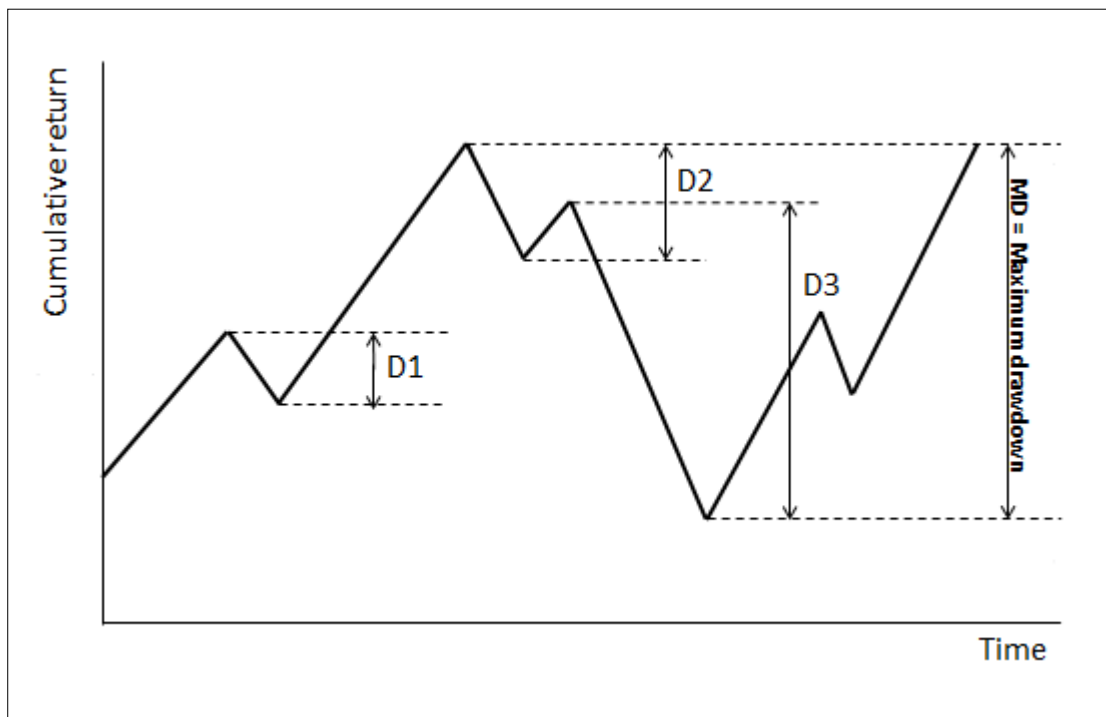 Cumulative return
D1
D2
D3
MD = Maximum drawdown
Time